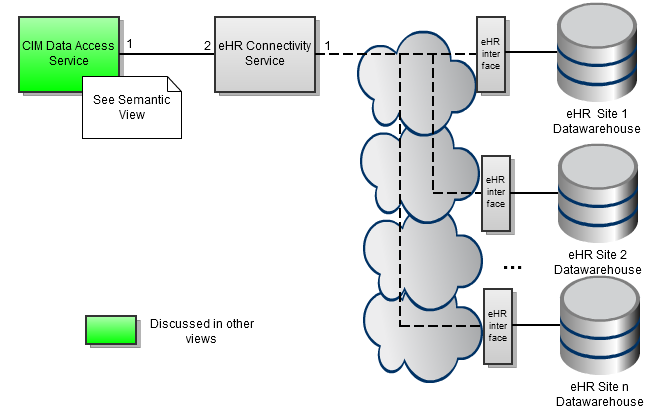 CIM Data Access
Service
1
2
eHR Connectivity
Service
1
eHR
inter
face
eHR Site 1
Datawarehouse
See Semantic
View
eHR
inter
face
eHR Site 2
Datawarehouse
...
eHR
inter
face
eHR Site n
Datawarehouse
Discussed in other
views